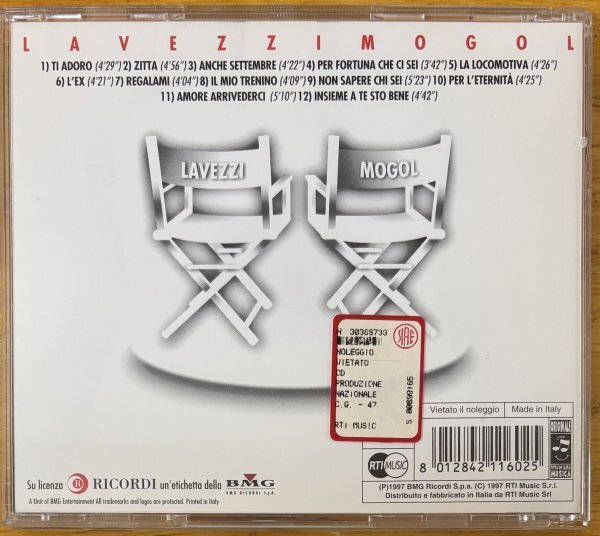 LAVEZZIMOGOL
1) TI ADORO (4'29") 2) ZITTA (4'56") 3) ANCHE SETTEMBRE (4'22") 4) PER FORTUNA CHE CI SEI (3'42") 5) LA LOCOMOTIVA (4'26")
6) L'EX (4'21") 7) REGALAMI (4'04") 8) IL MIO TRENINO (4'09") 9) NON SAPERE CHI SEI (5'23") 10) PER L'ETERNITÀ (4'25")
11) AMORE ARRIVEDERCI (5'10") 12) INSIEME A TE STO BENE (4'42")
LAVEZZI
MOGOL
H 30368733
NOLEGGIO
VIETATO
CD
PRODUZIONE
NAZIONALE
C.G. - 47
RTI MUSIC
SIAE
Vietato il noleggio
Made in Italy
ORIGINALE
MUSICA
Su licenza R RICORDI un'etichetta della BMG
BMG RICORDI S.p.A.
A Unit of BMG Entertainment All trademarks and logos are protected. Printed in Italy
RTI MUSIC
8 012842 116025
(P)1997 BMG Ricordi S.p.a. (C) 1997 RTI Music S.r.l.
Distribuito e fabbricato in Italia da RTI Music Srl